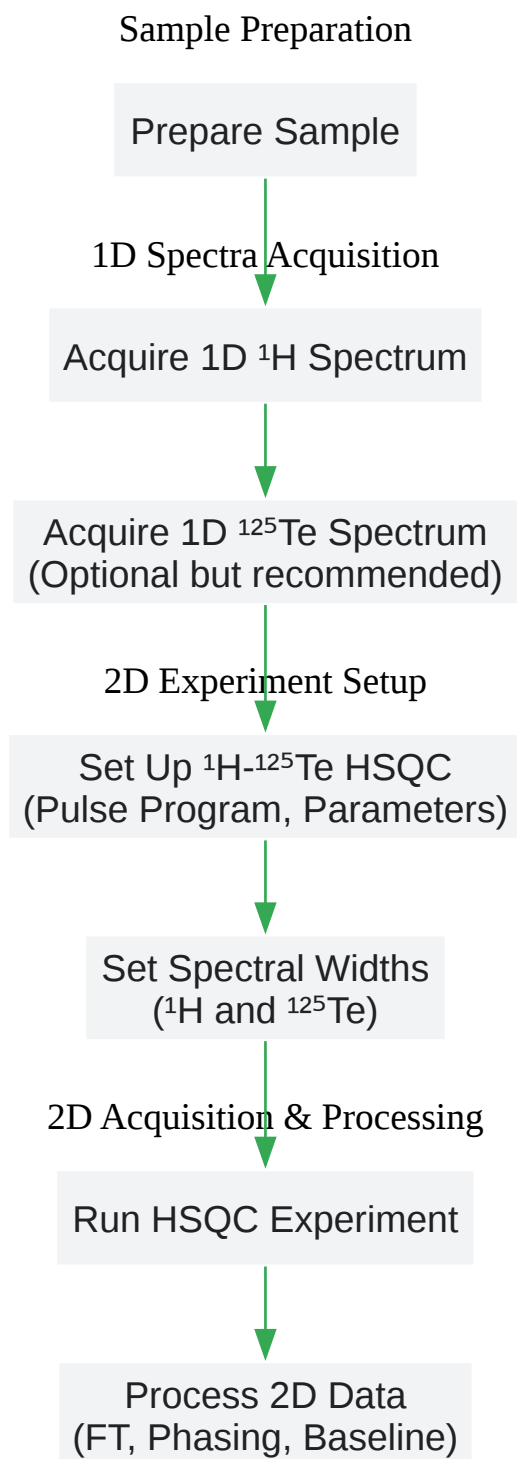 Sample Preparation
Prepare Sample
1D Spectra Acquisition
Acquire 1D ¹H Spectrum
Acquire 1D ¹²⁵Te Spectrum
(Optional but recommended)
2D Experiment Setup
Set Up ¹H-¹²⁵Te HSQC
(Pulse Program, Parameters)
Set Spectral Widths
(¹H and ¹²⁵Te)
2D Acquisition & Processing
Run HSQC Experiment
Process 2D Data
(FT, Phasing, Baseline)